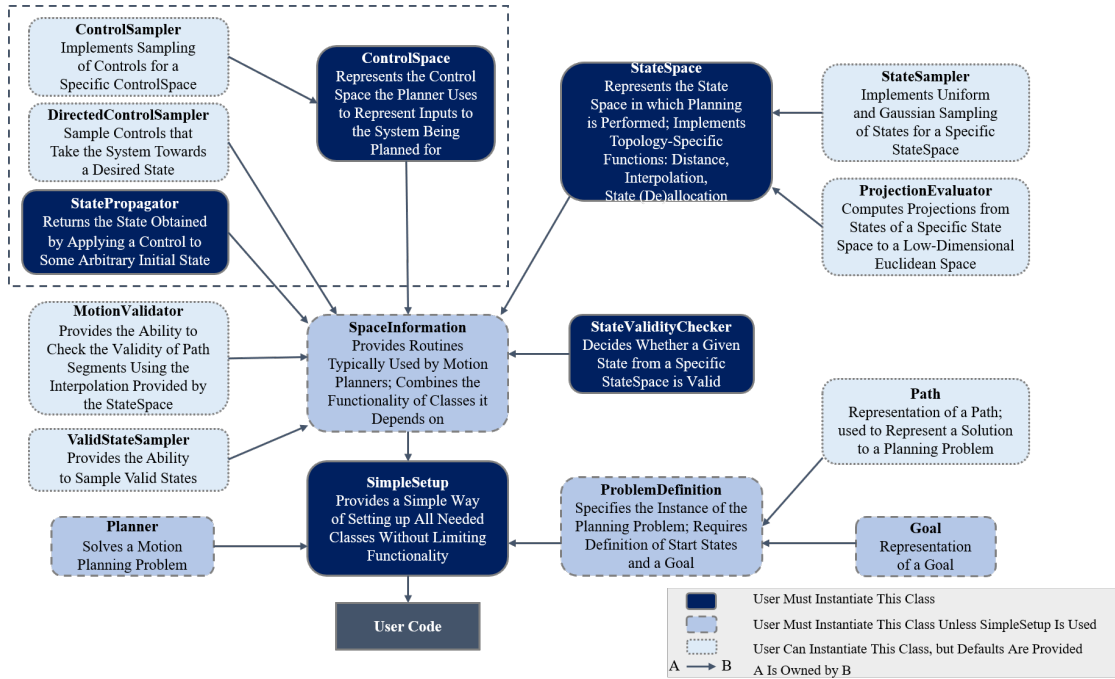 ControlSampler
Implements Sampling
of Controls for a
Specific ControlSpace
DirectedControlSampler
Sample Controls that
Take the System Towards
a Desired State
StatePropagator
Returns the State Obtained
by Applying a Control to
Some Arbitrary Initial State
ControlSpace
Represents the Control
Space the Planner Uses
to Represent Inputs to
the System Being
Planned for
StateSpace
Represents the State
Space in which Planning
is Performed; Implements
Topology-Specific
Functions: Distance,
Interpolation,
State (De)allocation
StateSampler
Implements Uniform
and Gaussian Sampling
of States for a Specific
StateSpace
ProjectionEvaluator
Computes Projections from
States of a Specific State
Space to a Low-Dimensional
Euclidean Space
MotionValidator
Provides the Ability to
Check the Validity of Path
Segments Using the
Interpolation Provided by
the StateSpace
SpaceInformation
Provides Routines
Typically Used by Motion
Planners; Combines the
Functionality of Classes it
Depends on
StateValidityChecker
Decides Whether a Given
State from a Specific
StateSpace is Valid
ValidStateSampler
Provides the Ability
to Sample Valid States
Path
Representation of a Path;
used to Represent a Solution
to a Planning Problem
Planner
Solves a Motion
Planning Problem
SimpleSetup
Provides a Simple Way
of Setting up All Needed
Classes Without Limiting
Functionality
ProblemDefinition
Specifies the Instance of the
Planning Problem; Requires
Definition of Start States
and a Goal
Goal
Representation
of a Goal
User Code
User Must Instantiate This Class
User Must Instantiate This Class Unless SimpleSetup Is Used
User Can Instantiate This Class, but Defaults Are Provided
A B A Is Owned by B